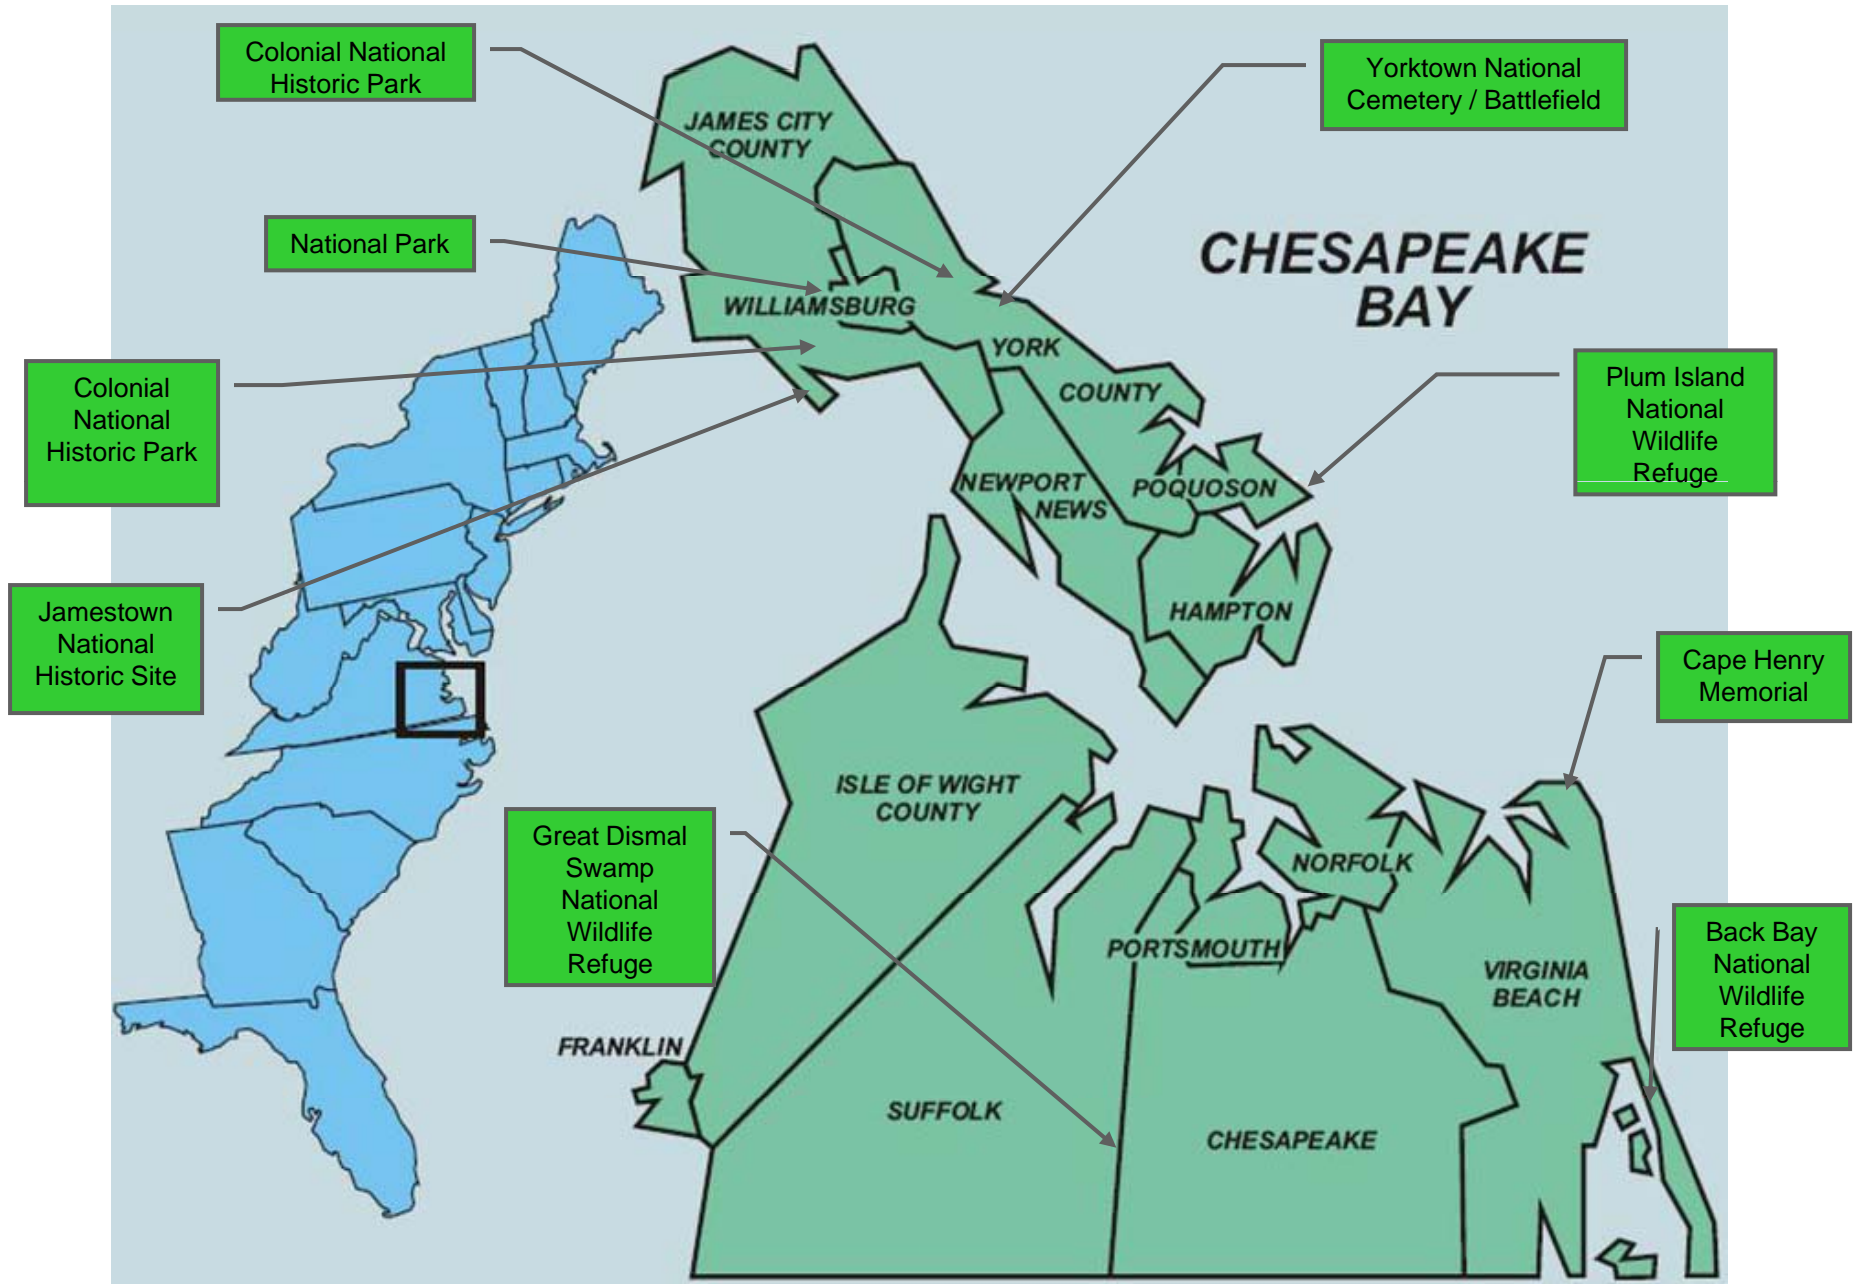 Colonial National
Historic Park
Yorktown National
Cemetery / Battlefield
JAMES CITY
COUNTY
National Park
CHESAPEAKE
BAY
WILLIAMSBURG
YORK
COUNTY
Colonial
National
Historic Park
Plum Island
National
Wildlife
Refuge
NEWPORT
NEWS
POQUOSON
Jamestown
National
Historic Site
HAMPTON
Cape Henry
Memorial
ISLE OF WIGHT
COUNTY
Great Dismal
Swamp
National
Wildlife
Refuge
NORFOLK
PORTSMOUTH
VIRGINIA
BEACH
Back Bay
National
Wildlife
Refuge
FRANKLIN
SUFFOLK
CHESAPEAKE